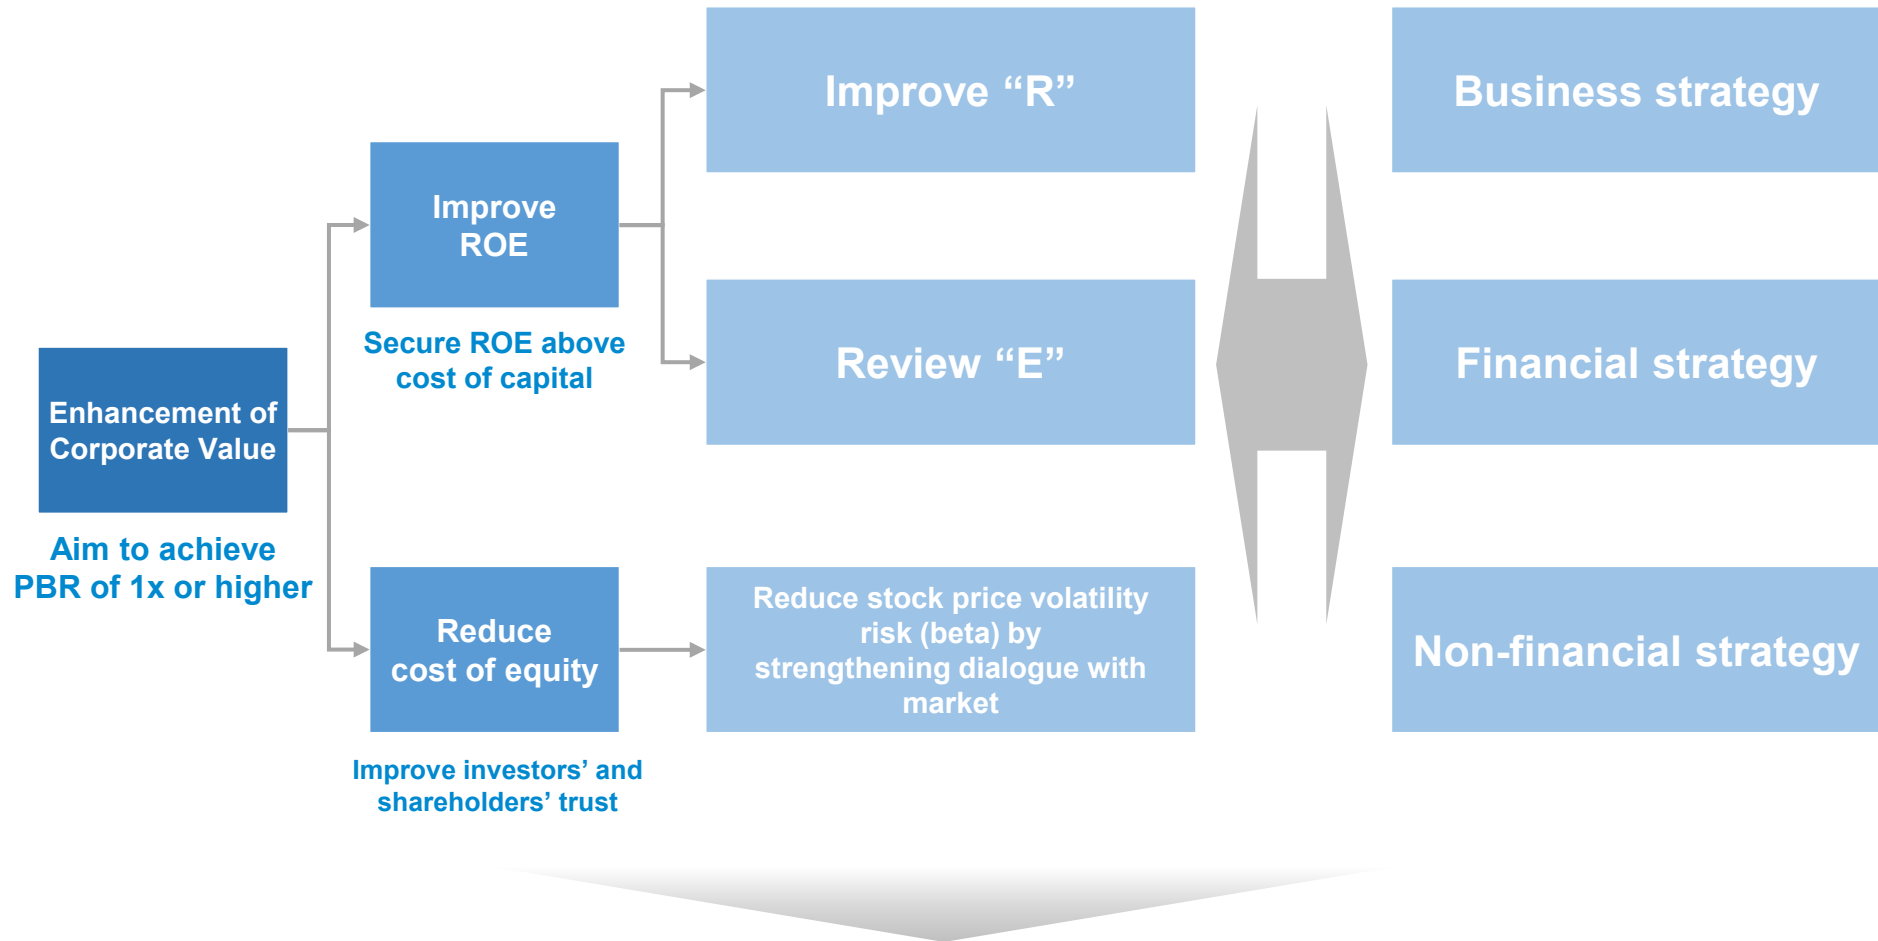 Enhancement of
Corporate Value
Aim to achieve
PBR of 1x or higher
Improve
ROE
Secure ROE above
cost of capital
Reduce
cost of equity
Improve investors’ and
shareholders’ trust
Improve “R”
Review “E”
Reduce stock price volatility
risk (beta) by
strengthening dialogue with
market
Business strategy
Financial strategy
Non-financial strategy